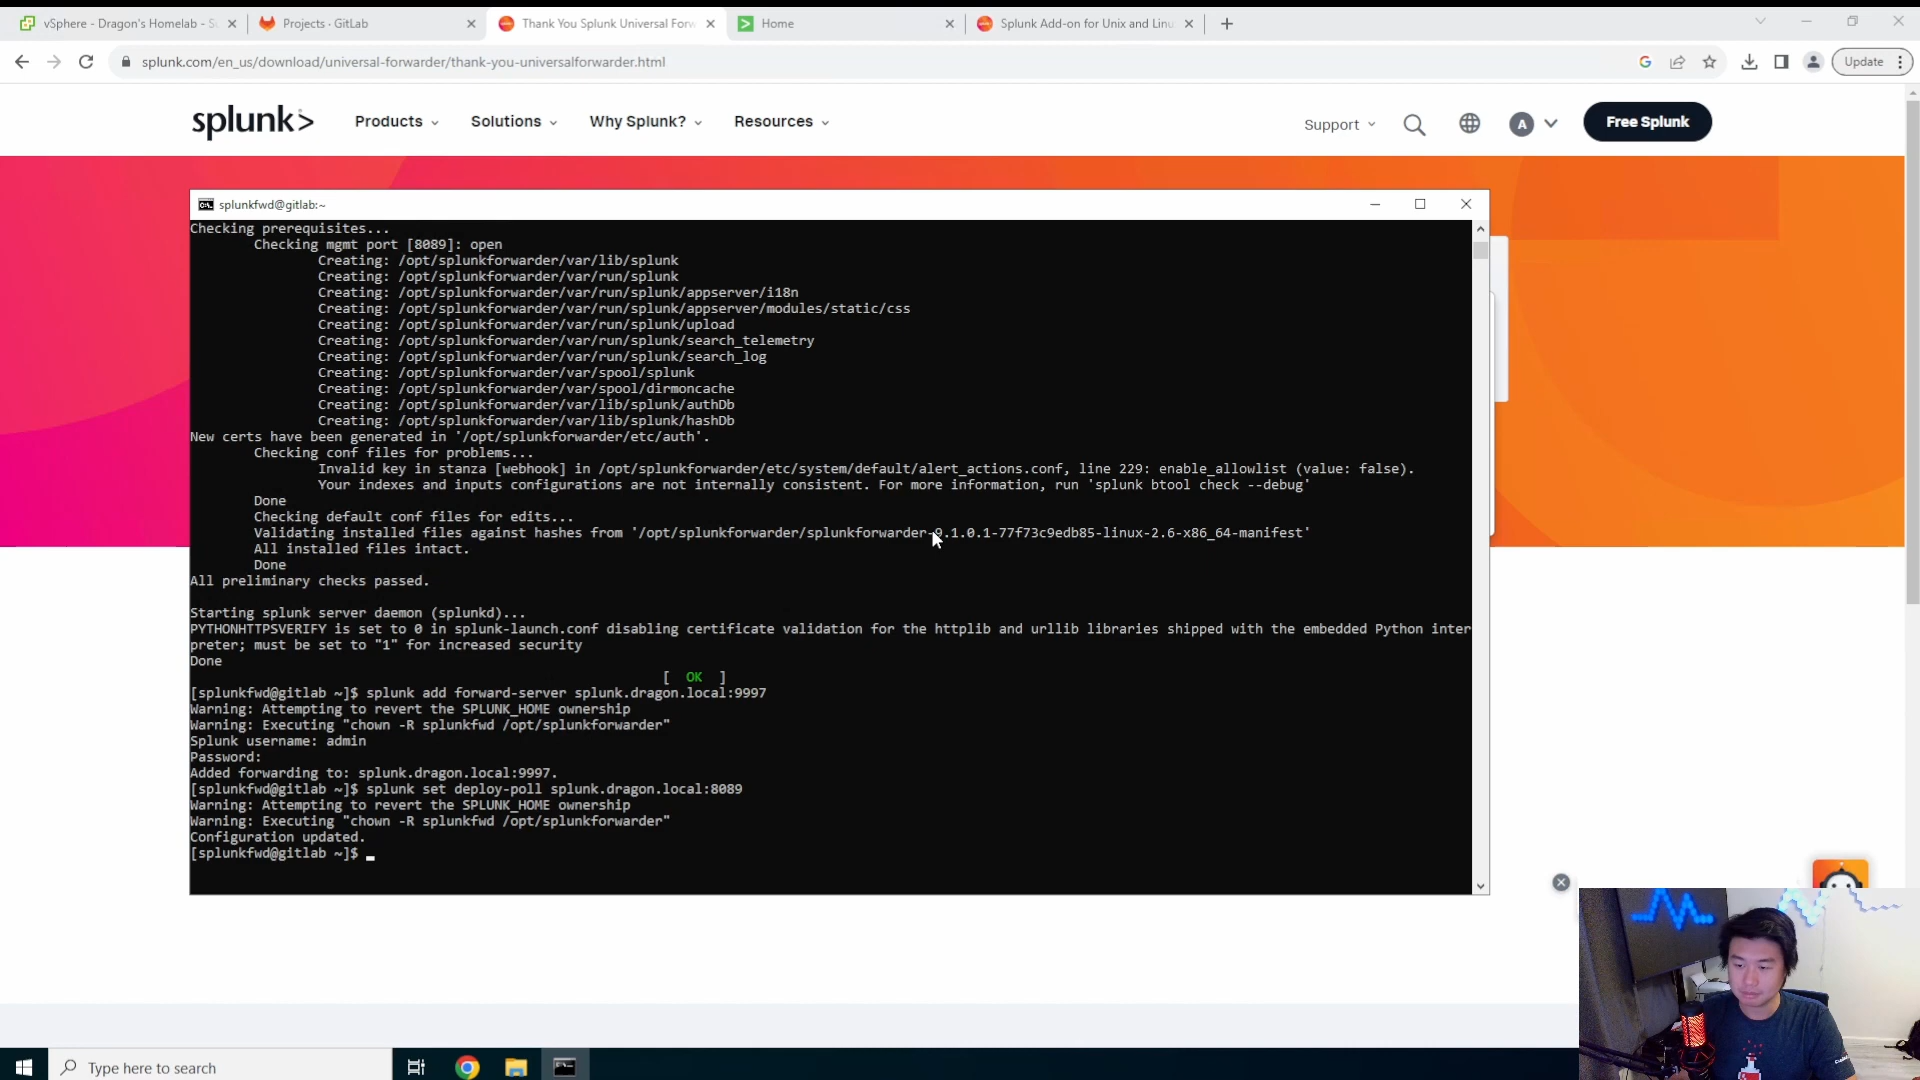 vSphere - Dragon's Homelab - S
Projects · GitLab
Thank You Splunk Universal Forw
Home
Splunk Add-on for Unix and Linu
splunk.com/en_us/download/universal-forwarder/thank-you-universalforwarder.html
Update
splunk>
Products
Solutions
Why Splunk?
Resources
Support
A
Free Splunk
splunkfwd@gitlab:~
Checking prerequisites...
Checking mgmt port [8089]: open
Creating: /opt/splunkforwarder/var/lib/splunk
Creating: /opt/splunkforwarder/var/run/splunk
Creating: /opt/splunkforwarder/var/run/splunk/appserver/i18n
Creating: /opt/splunkforwarder/var/run/splunk/appserver/modules/static/css
Creating: /opt/splunkforwarder/var/run/splunk/upload
Creating: /opt/splunkforwarder/var/run/splunk/search_telemetry
Creating: /opt/splunkforwarder/var/run/splunk/search_log
Creating: /opt/splunkforwarder/var/spool/splunk
Creating: /opt/splunkforwarder/var/spool/dirmoncache
Creating: /opt/splunkforwarder/var/lib/splunk/authDb
Creating: /opt/splunkforwarder/var/lib/splunk/hashDb
New certs have been generated in '/opt/splunkforwarder/etc/auth'.
Checking conf files for problems...
Invalid key in stanza [webhook] in /opt/splunkforwarder/etc/system/default/alert_actions.conf, line 229: enable_allowlist (value: false).
Your indexes and inputs configurations are not internally consistent. For more information, run 'splunk btool check --debug'
Done
Checking default conf files for edits...
Validating installed files against hashes from '/opt/splunkforwarder/splunkforwarder-9.1.0.1-77f73c9edb85-linux-2.6-x86_64-manifest'
All installed files intact.
Done
All preliminary checks passed.
Starting splunk server daemon (splunkd)...
PYTHONHTTPSVERIFY is set to 0 in splunk-launch.conf disabling certificate validation for the httplib and urllib libraries shipped with the embedded Python inter
preter; must be set to "1" for increased security
Done
[ OK ]
[splunkfwd@gitlab ~]$ splunk add forward-server splunk.dragon.local:9997
Warning: Attempting to revert the SPLUNK_HOME ownership
Warning: Executing "chown -R splunkfwd /opt/splunkforwarder"
Splunk username: admin
Password:
Added forwarding to: splunk.dragon.local:9997.
[splunkfwd@gitlab ~]$ splunk set deploy-poll splunk.dragon.local:8089
Warning: Attempting to revert the SPLUNK_HOME ownership
Warning: Executing "chown -R splunkfwd /opt/splunkforwarder"
Configuration updated.
[splunkfwd@gitlab ~]$
Type here to search